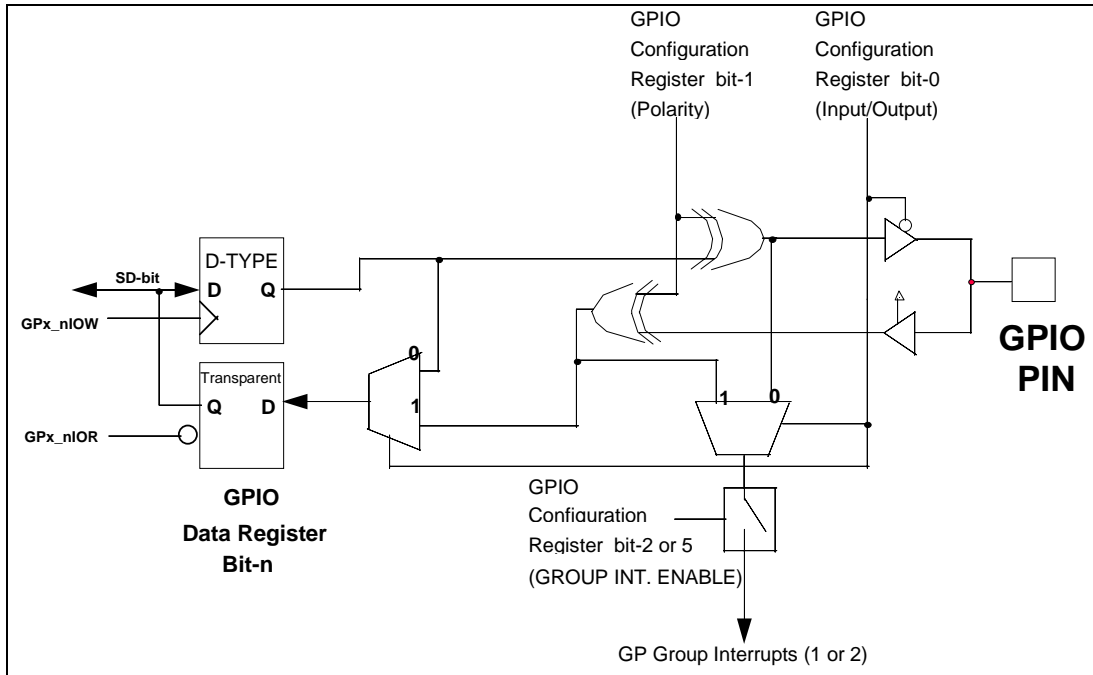 GPIO
Configuration
Register bit-1
(Polarity)
GPIO
Configuration
Register bit-0
(Input/Output)
D-TYPE
SD-bit
D Q
GPx_nIOW
Transparent
Q D
GPx_nIOR
0
1
1 0
GPIO
PIN
GPIO
Data Register
Bit-n
GPIO
Configuration
Register bit-2 or 5
(GROUP INT. ENABLE)
GP Group Interrupts (1 or 2)